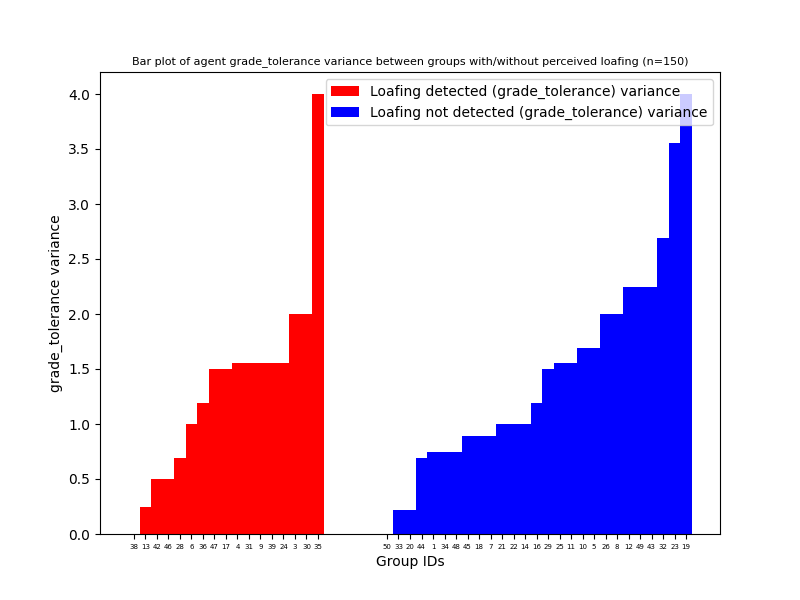 Bar plot of agent grade_tolerance variance between groups with/without perceived loafing (n=150)
Loafing detected (grade_tolerance) variance
Loafing not detected (grade_tolerance) variance
4.0
3.5
3.0
2.5
2.0
1.5
1.0
0.5
0.0
grade_tolerance variance
38 13 42 46 28 6 36 47 17 4 31 9 39 24 3 30 35 50 33 20 44 1 34 48 45 18 7 21 22 14 16 29 25 11 10 5 26 8 12 49 43 32 23 19
Group IDs